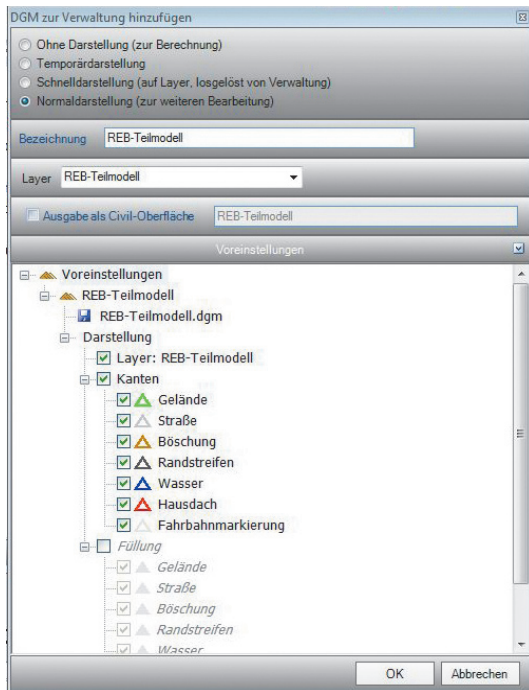 DGM zur Verwaltung hinzufügen
Ohne Darstellung (zur Berechnung)
Temporärdarstellung
Schnelldarstellung (auf Layer, losgelöst von Verwaltung)
Normaldarstellung (zur weiteren Bearbeitung)
Bezeichnung REB-Teilmodell
Layer REB-Teilmodell
Ausgabe als Civil-Oberfläche REB-Teilmodell
Voreinstellungen
Voreinstellungen
REB-Teilmodell
REB-Teilmodell.dgm
Darstellung
Layer: REB-Teilmodell
Kanten
Gelände
Straße
Böschung
Randstreifen
Wasser
Hausdach
Fahrbahnmarkierung
Füllung
Gelände
Straße
Böschung
Randstreifen
Wasser
OK Abbrechen